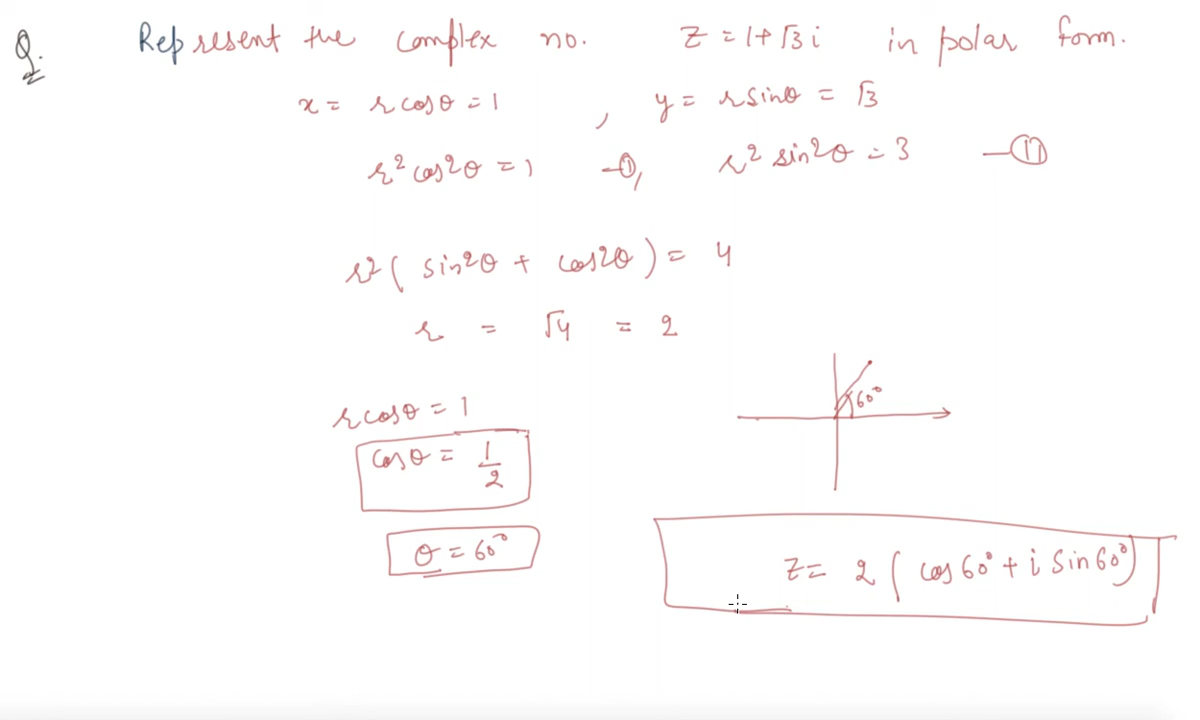 Q. Represent the complex no. z = 1 + √3 i in polar form.
x = r cosθ = 1 , y = r sinθ = √3
r² cos²θ = 1 —①, r² sin²θ = 3 —⑪
r² ( sin²θ + cos²θ ) = 4
r = √4 = 2
60°
r cosθ = 1
cosθ = 1/2
θ = 60°
z = 2 ( cos 60° + i sin 60° )